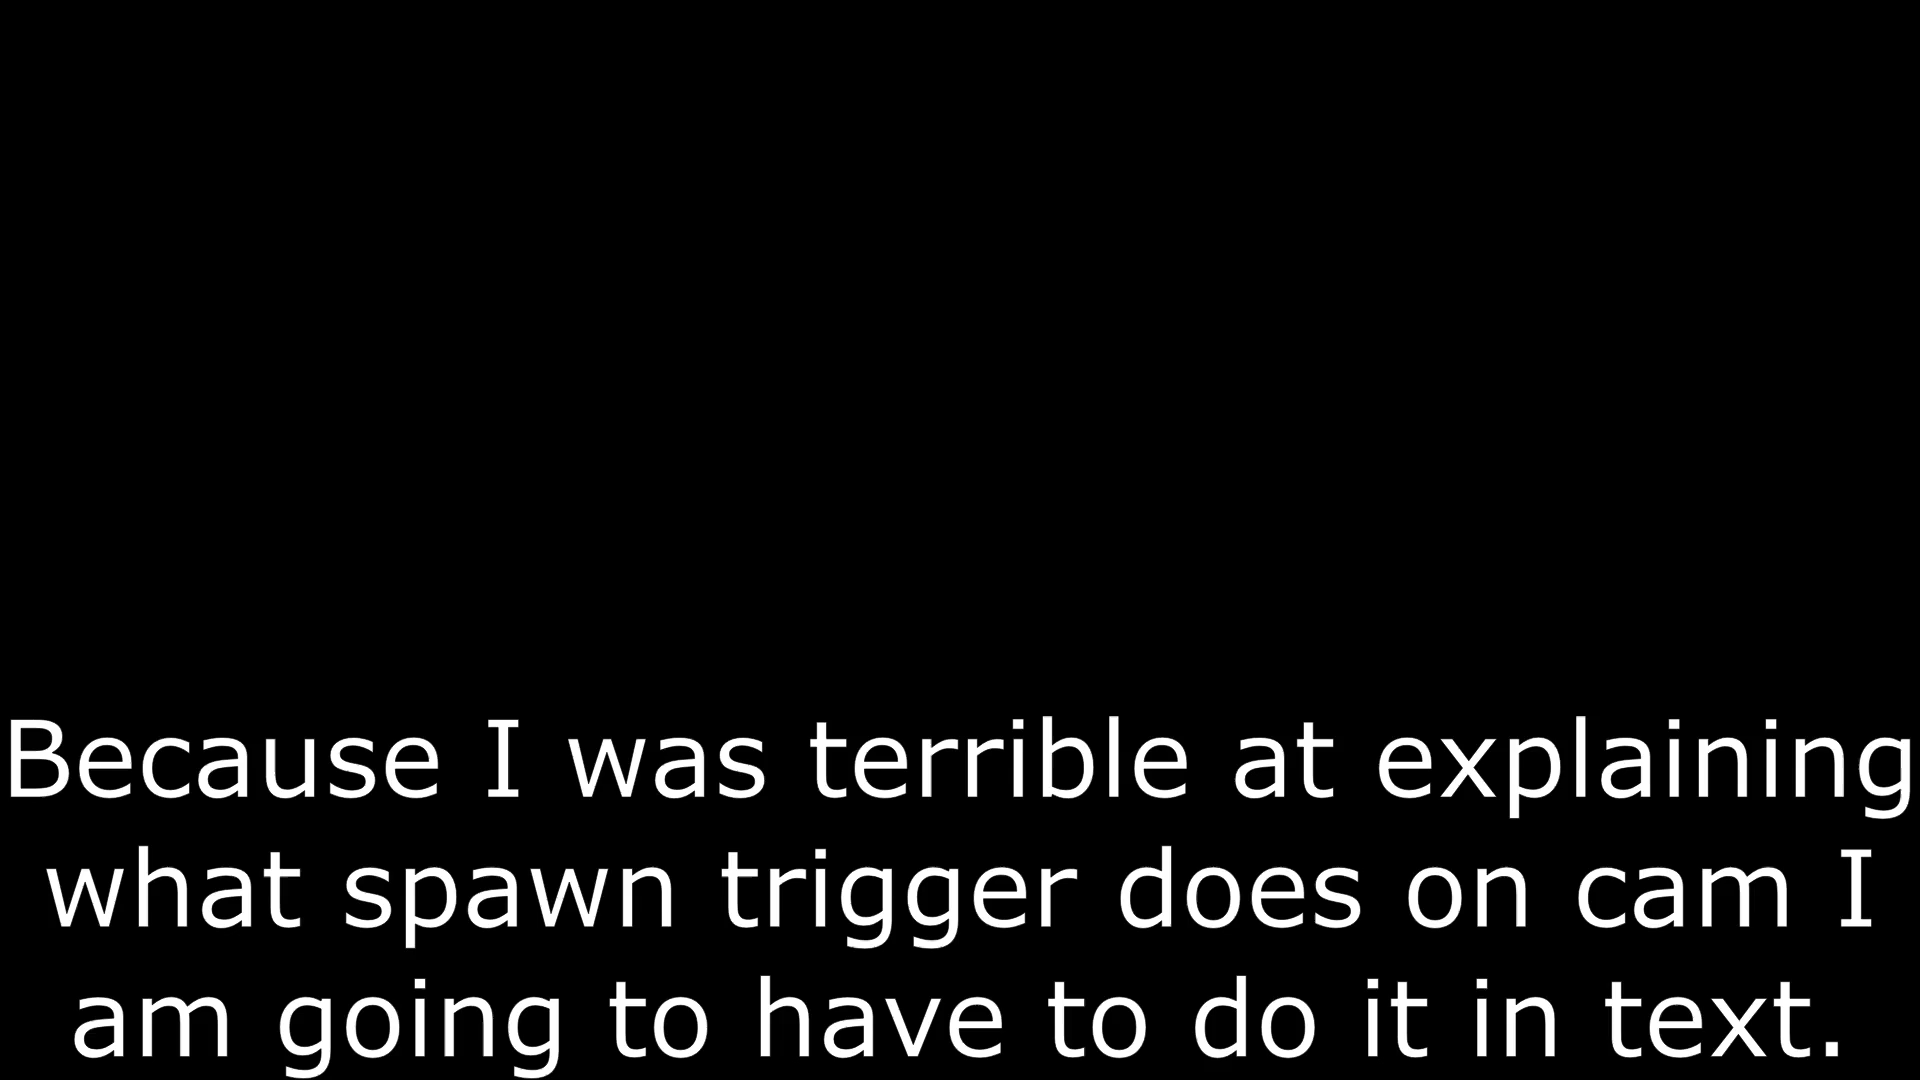 Because I was terrible at explaining
what spawn trigger does on cam I
am going to have to do it in text.